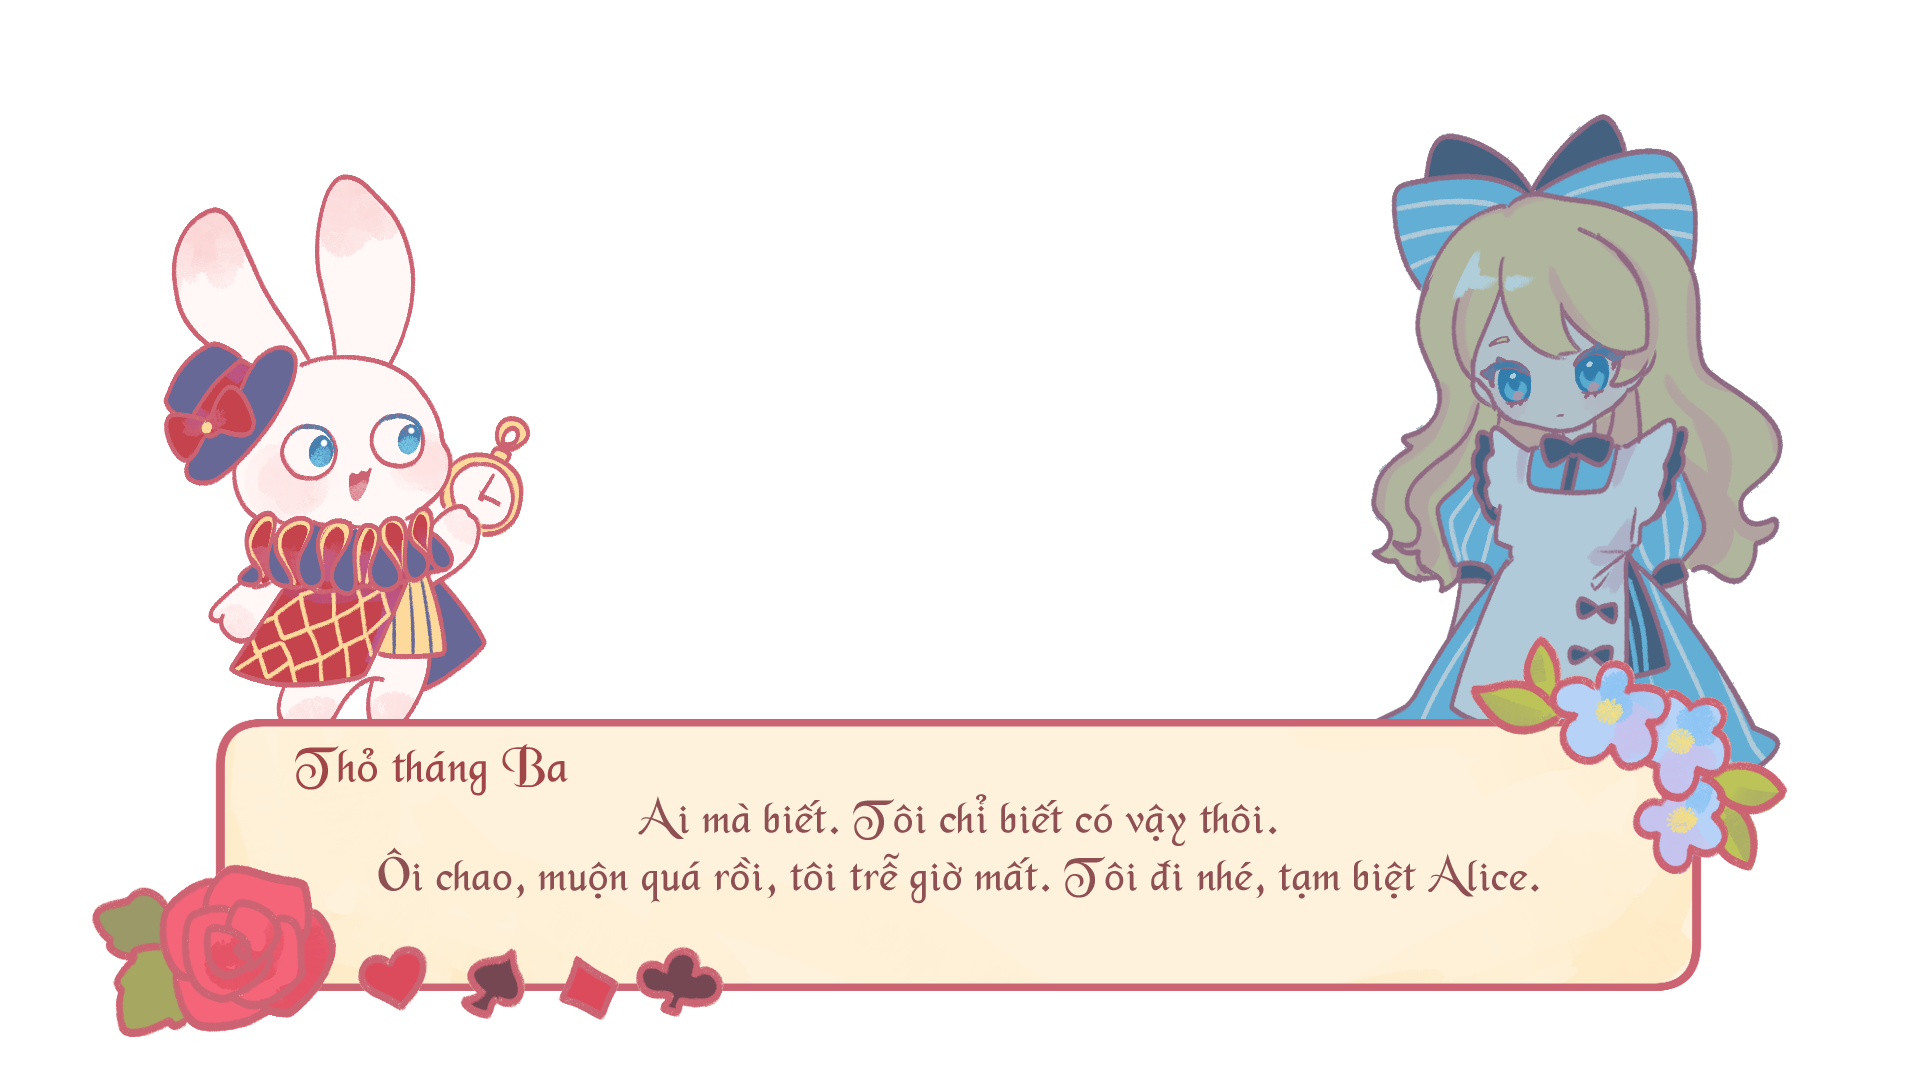 Thỏ tháng Ba
Ai mà biết. Tôi chỉ biết có vậy thôi.
Ôi chao, muộn quá rồi, tôi trễ giờ mất. Tôi đi nhé, tạm biệt Alice.